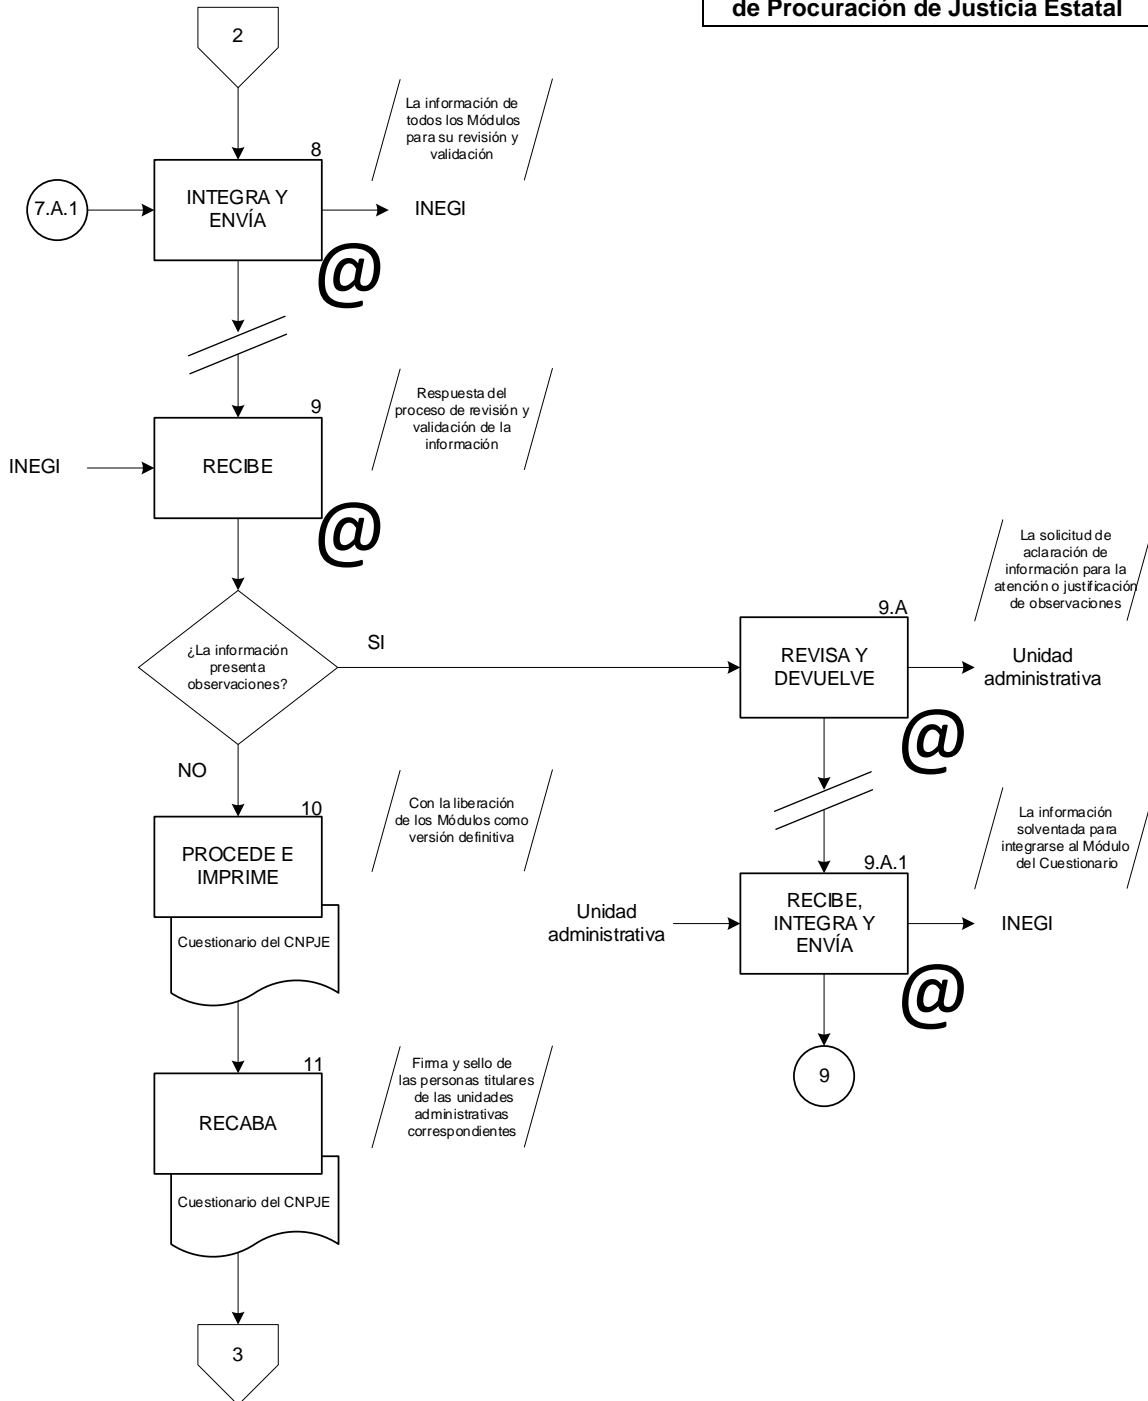 de Procuración de Justicia Estatal
2
La información de
todos los Módulos
para su revisión y
validación
8
7.A.1
INTEGRA Y
ENVÍA
INEGI
@
Respuesta del
proceso de revisión y
validación de la
información
9
INEGI
RECIBE
@
¿La información
presenta
observaciones?
SI
La solicitud de
aclaración de
información para la
atención o justificación
de observaciones
9.A
REVISA Y
DEVUELVE
Unidad
administrativa
@
NO
Con la liberación
de los Módulos como
versión definitiva
10
PROCEDE E
IMPRIME
Cuestionario del CNPJE
La información
solventada para
integrarse al Módulo
del Cuestionario
9.A.1
Unidad
administrativa
RECIBE,
INTEGRA Y
ENVÍA
INEGI
@
9
Firma y sello de
las personas titulares
de las unidades
administrativas
correspondientes
11
RECABA
Cuestionario del CNPJE
3